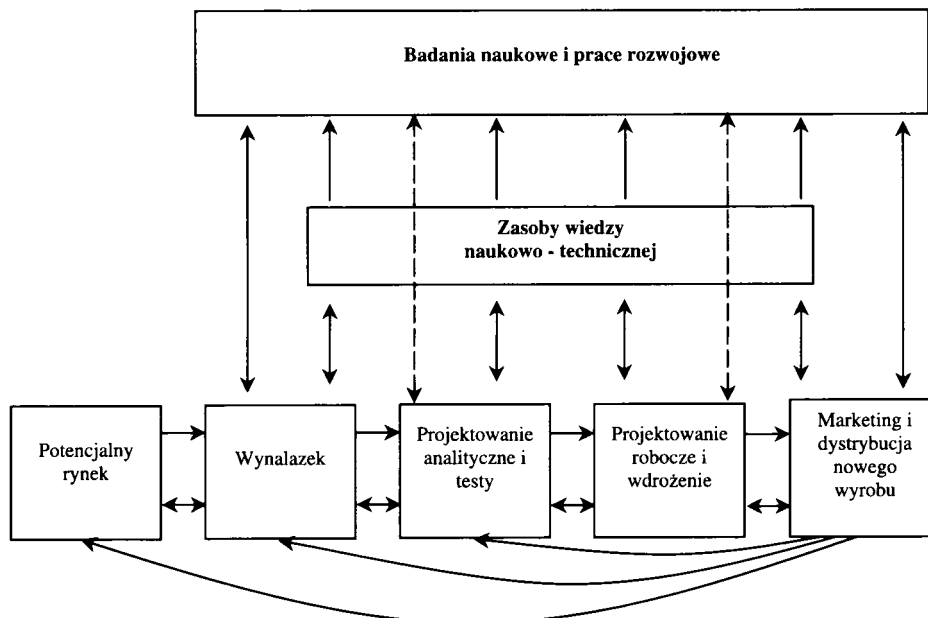 Badania naukowe i prace rozwojowe
Zasoby wiedzy
naukowo - technicznej
Potencjalny
rynek
Wynalazek
Projektowanie
analityczne i
testy
Projektowanie
robocze i
wdrożenie
Marketing i
dystrybucja
nowego
wyrobu